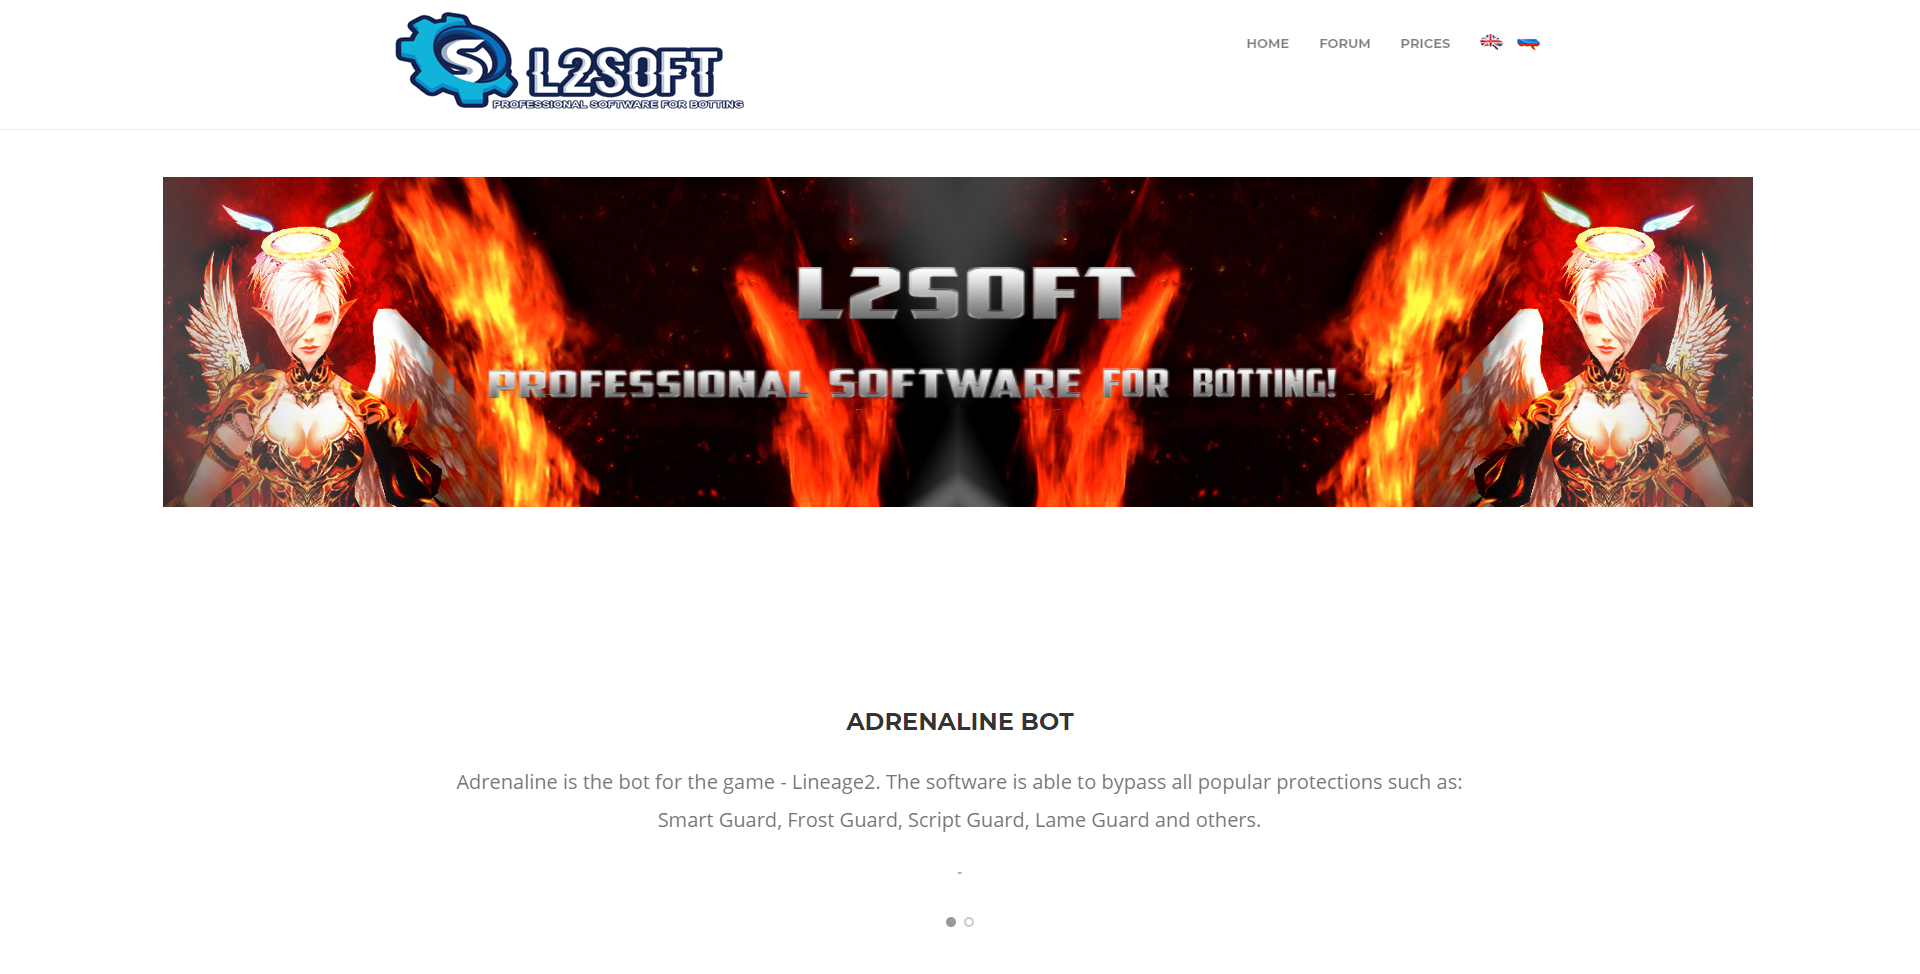 S L2SOFT
PROFESSIONAL SOFTWARE FOR BOTTING
HOME FORUM PRICES
L2SOFT
PROFESSIONAL SOFTWARE FOR BOTTING!
ADRENALINE BOT
Adrenaline is the bot for the game - Lineage2. The software is able to bypass all popular protections such as:
Smart Guard, Frost Guard, Script Guard, Lame Guard and others.
-